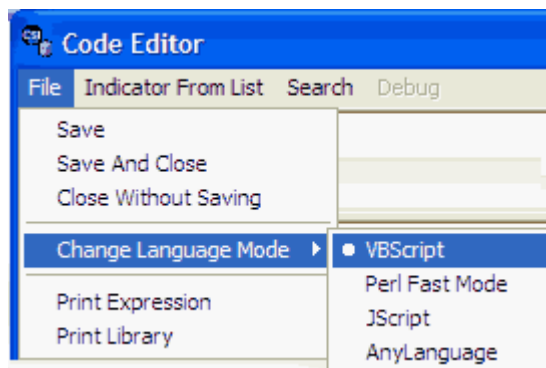 CSI
Code Editor
File Indicator From List Search Debug
Save
Save And Close
Close Without Saving
Change Language Mode
VBScript
Perl Fast Mode
JScript
AnyLanguage
Print Expression
Print Library